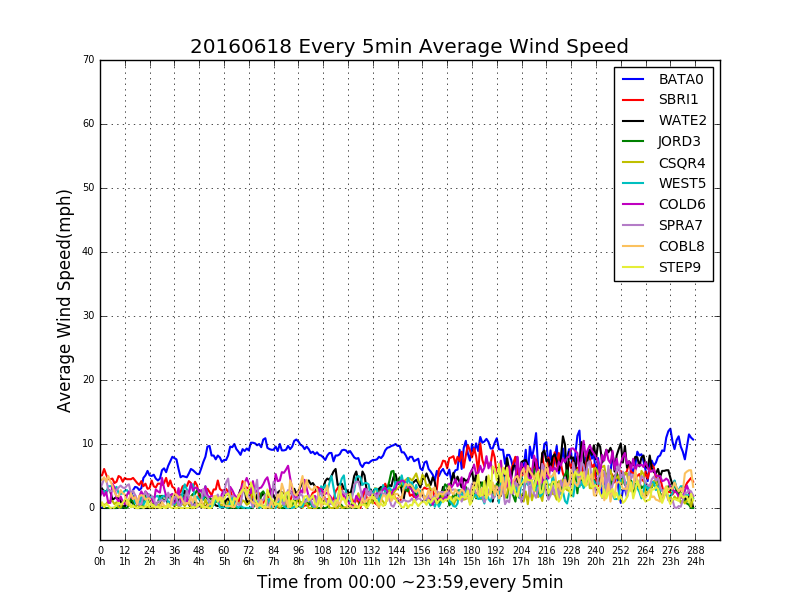 20160618 Every 5min Average Wind Speed
70
60
50
40
30
20
10
0
Average Wind Speed(mph)
BATA0
SBRI1
WATE2
JORD3
CSQR4
WEST5
COLD6
SPRA7
COBL8
STEP9
0 12 24 36 48 60 72 84 96 108 120 132 144 156 168 180 192 204 216 228 240 252 264 276 288
0h 1h 2h 3h 4h 5h 6h 7h 8h 9h 10h 11h 12h 13h 14h 15h 16h 17h 18h 19h 20h 21h 22h 23h 24h
Time from 00:00 ~23:59,every 5min